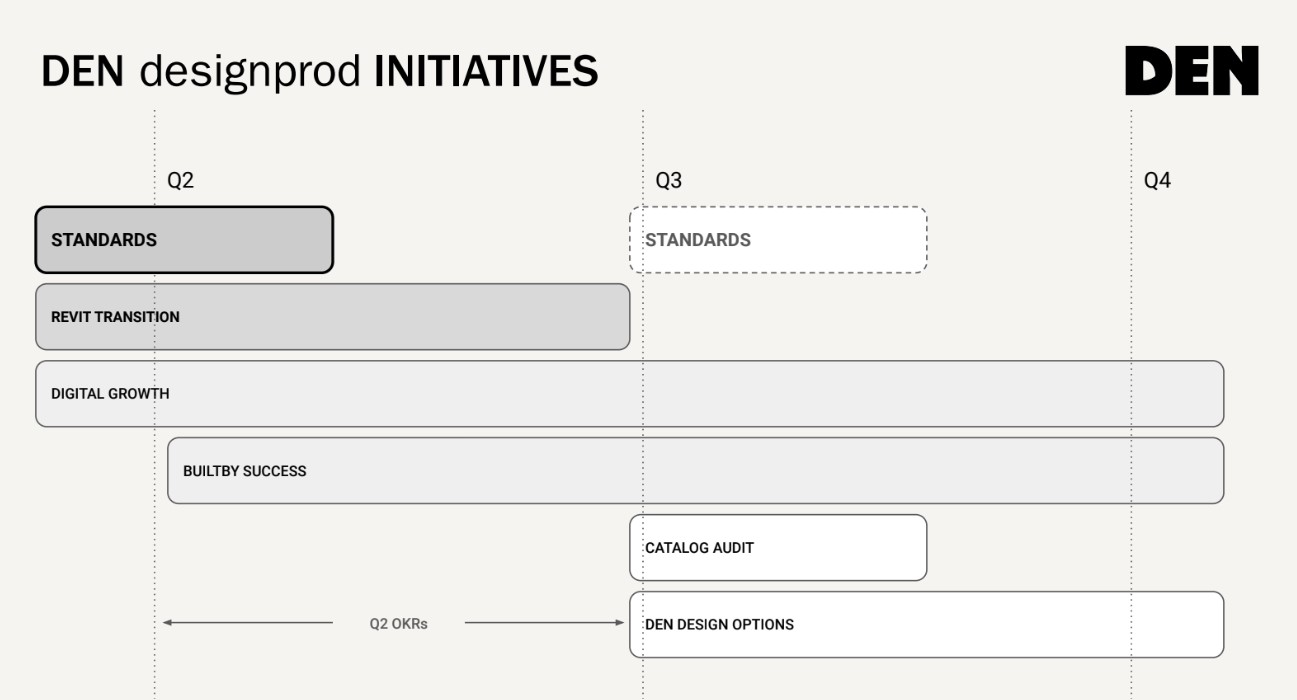 DEN designprod INITIATIVES
DEN
Q2
Q3
Q4
STANDARDS
STANDARDS
REVIT TRANSITION
DIGITAL GROWTH
BUILTBY SUCCESS
CATALOG AUDIT
Q2 OKRs
DEN DESIGN OPTIONS